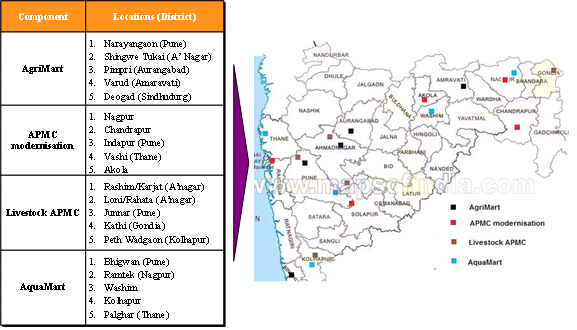 Component
Locations (District)
AgriMart
1. Narayangaon (Pune)
2. Shingwe Tukai (A' Nagar)
3. Pimpri (Aurangabad)
4. Varud (Amaravati)
5. Deogad (Sindhudurg)
APMC
modernisation
1. Nagpur
2. Chandrapur
3. Indapur (Pune)
4. Vashi (Thane)
5. Akola
Livestock APMC
1. Rashim/Karjat (A'nagar)
2. Loni/Rahata (A'nagar)
3. Junnar (Pune)
4. Kathi (Gondia)
5. Peth Wadgaon (Kolhapur)
AquaMart
1. Bhigwan (Pune)
2. Ramtek (Nagpur)
3. Washim
4. Kolhapur
5. Palghar (Thane)
NANDURBAR
DHULE
JALGAON
AMRAVATI
BHANDARA
GONDIA
AKOLA
WARDHA
BULDHANA
WASHIM
YAVATMAL
CHANDRAPUR
GADCHIROLI
NASHIK
AURANGABAD
JALNA
HINGOLI
THANE
AHMADNAGAR
PARBHANI
NANDED
BID
PUNE
www.mapsofindia.com
LATUR
OSMANABAD
SATARA
SOLAPUR
RATNAGIRI
SANGLI
KOLHAPUR
AgriMart
APMC modernisation
Livestock APMC
AquaMart